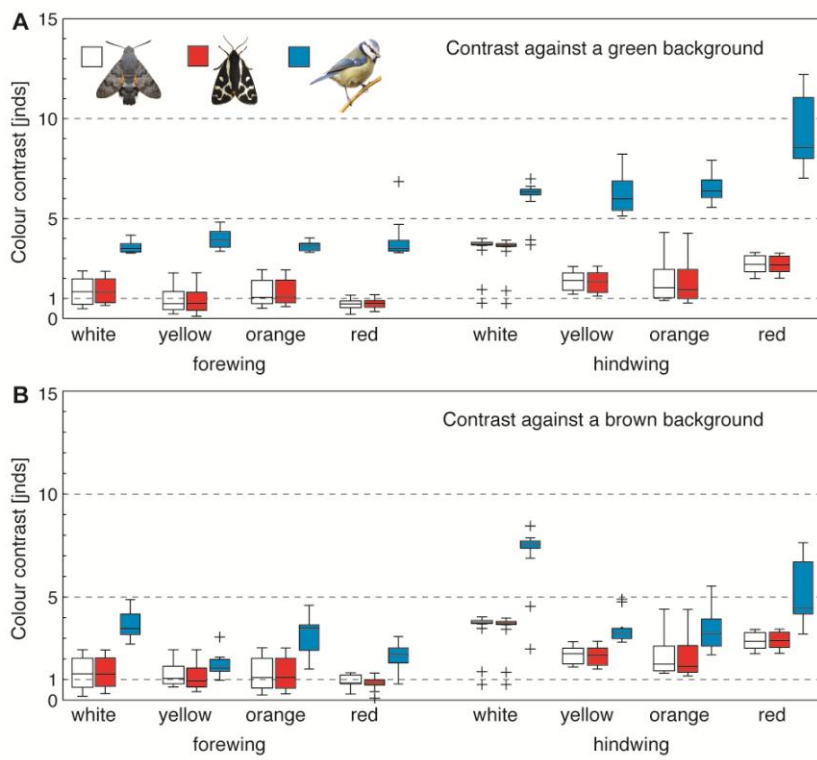 A
15
Contrast against a green background
10
Colour contrast [jnds]
5
1
0
white yellow orange red white yellow orange red
forewing hindwing
B
15
Contrast against a brown background
10
Colour contrast [jnds]
5
1
0
white yellow orange red white yellow orange red
forewing hindwing